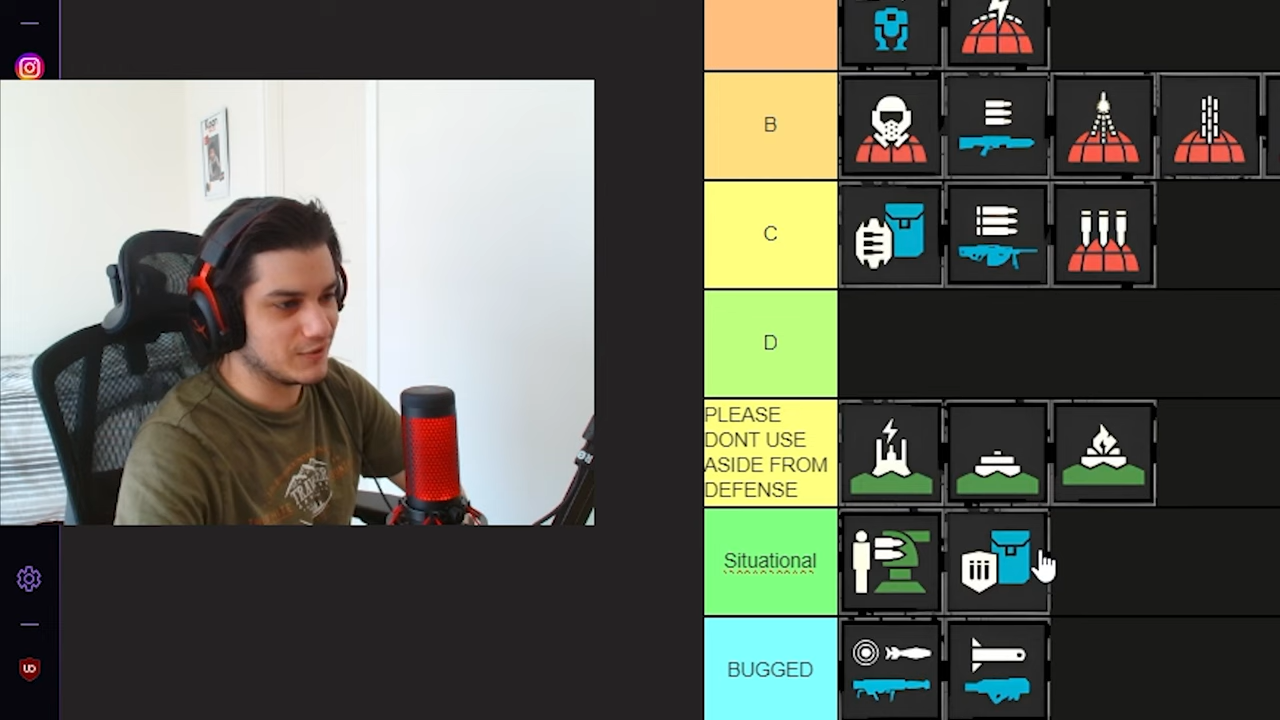 B
C
D
PLEASE
DONT USE
ASIDE FROM
DEFENSE
Situational
BUGGED